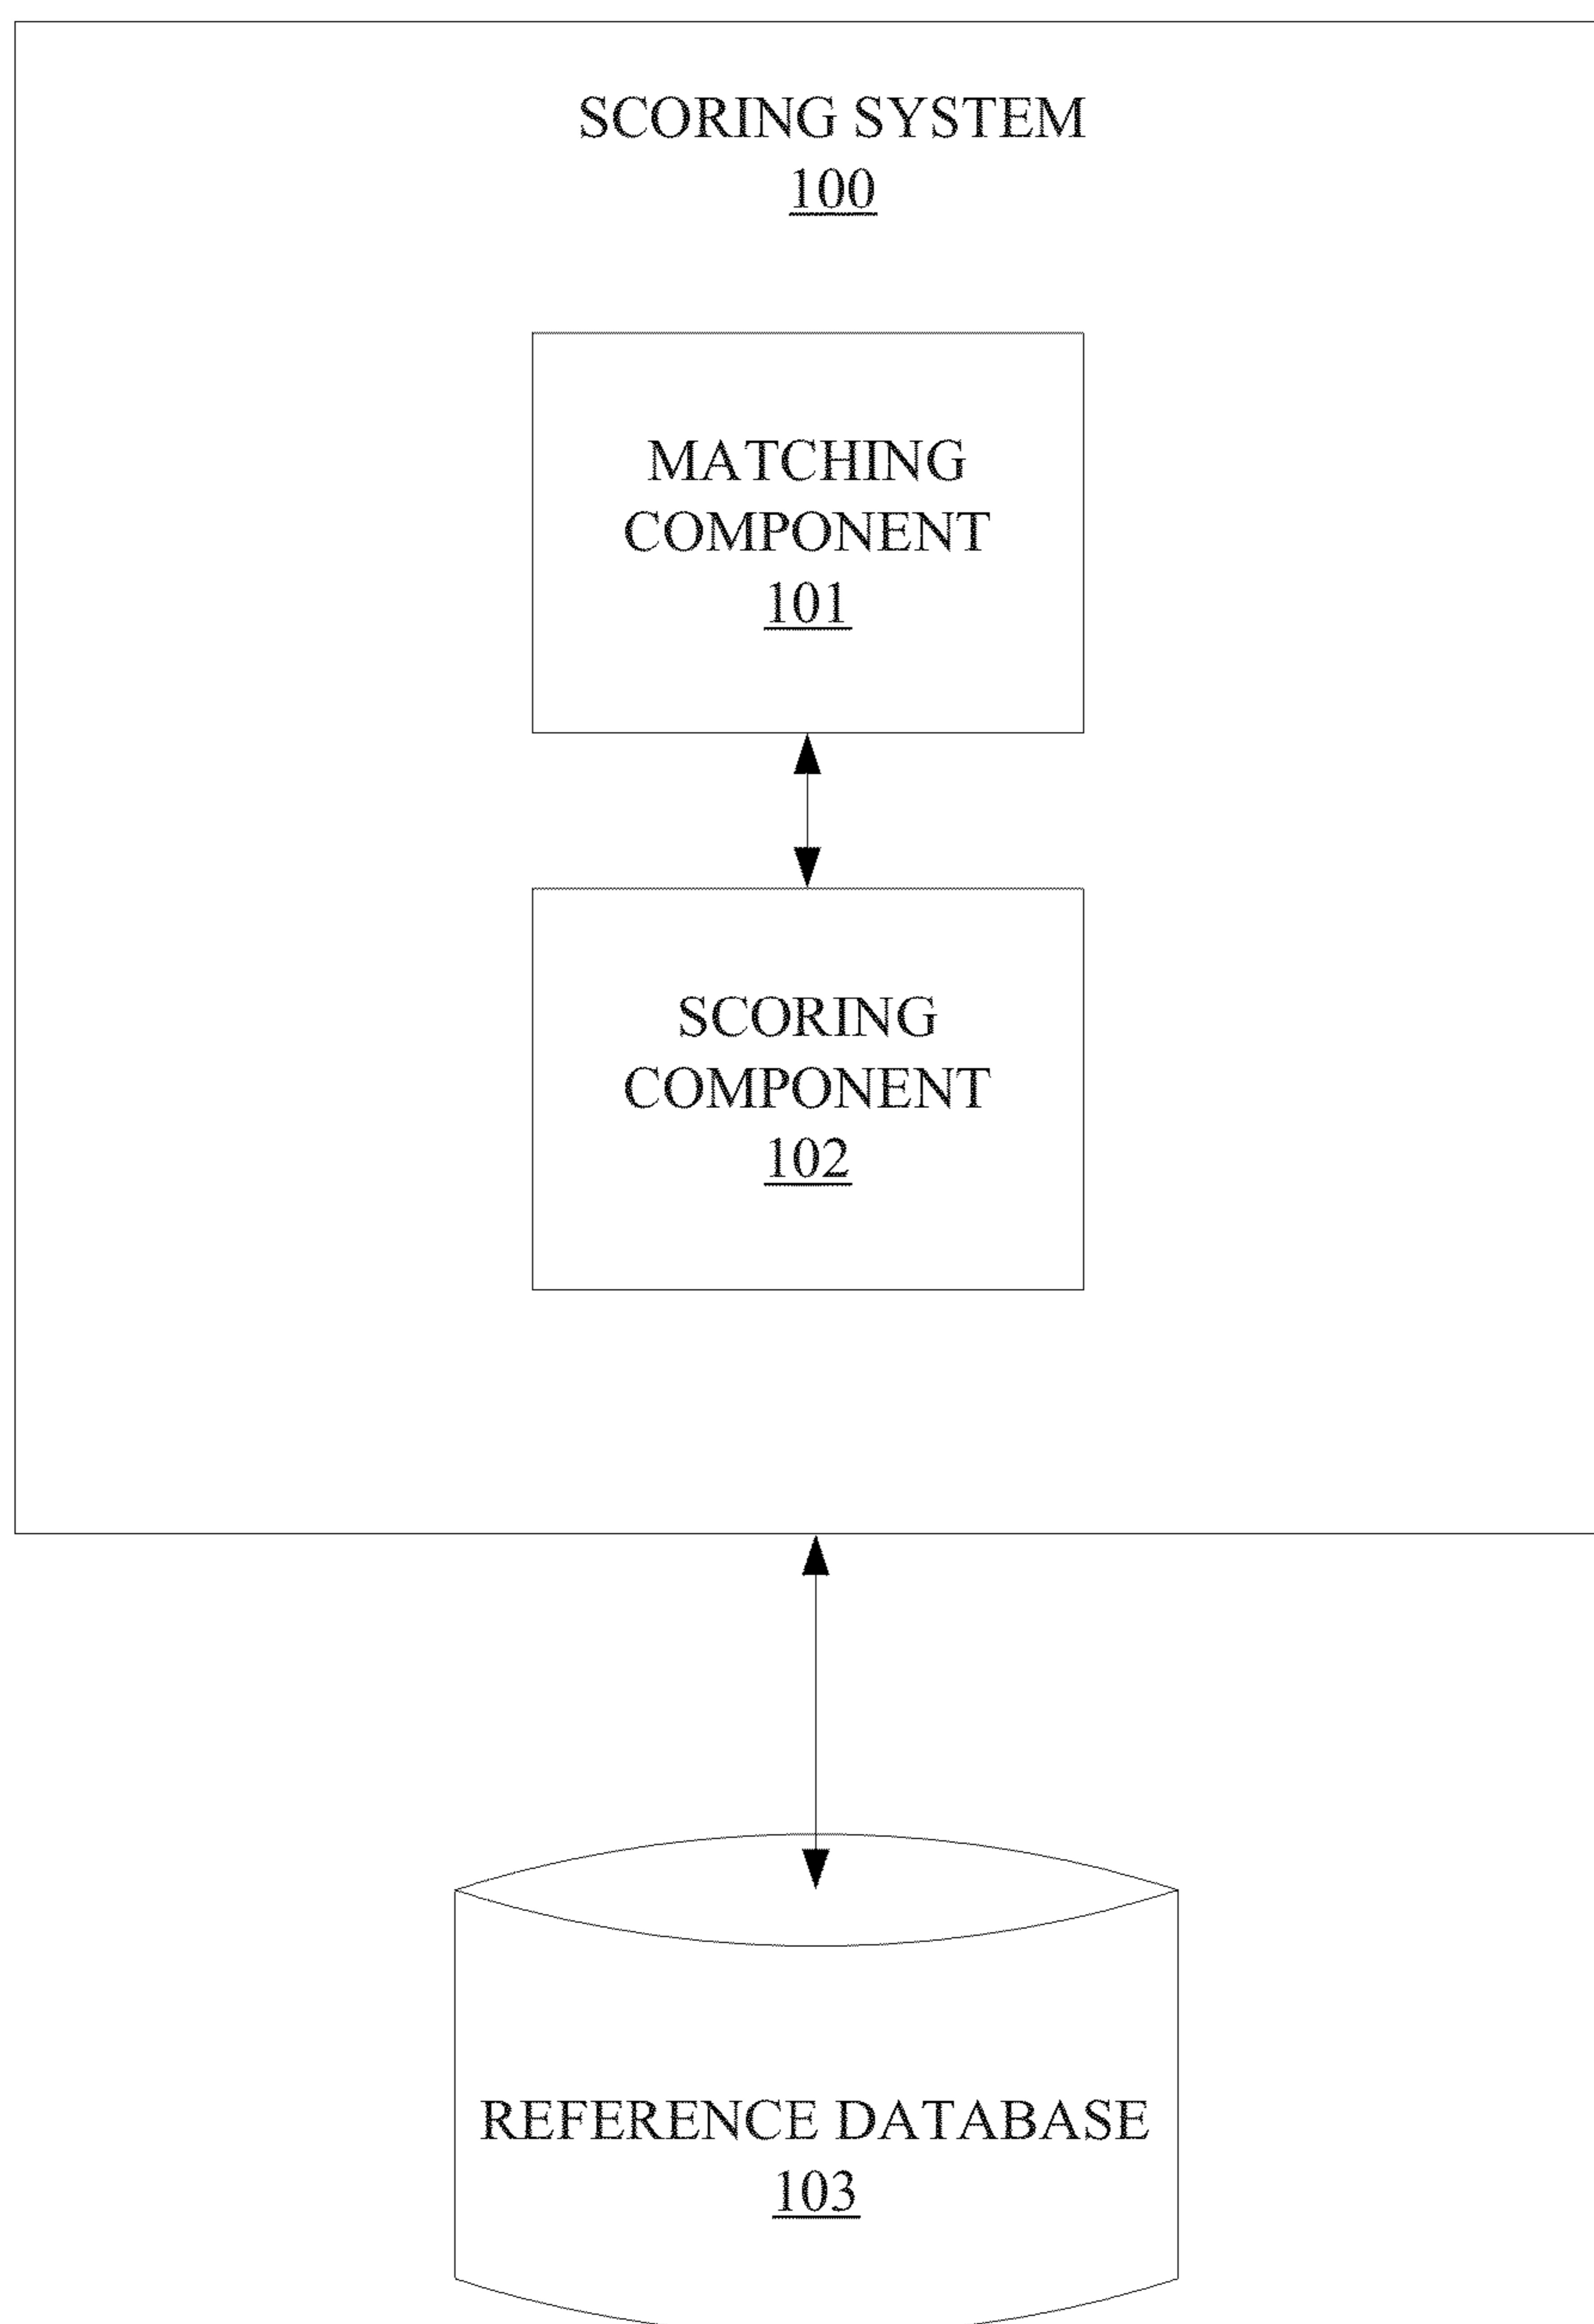 SCORING SYSTEM
100
MATCHING
COMPONENT
101
SCORING
COMPONENT
102
REFERENCE DATABASE
103